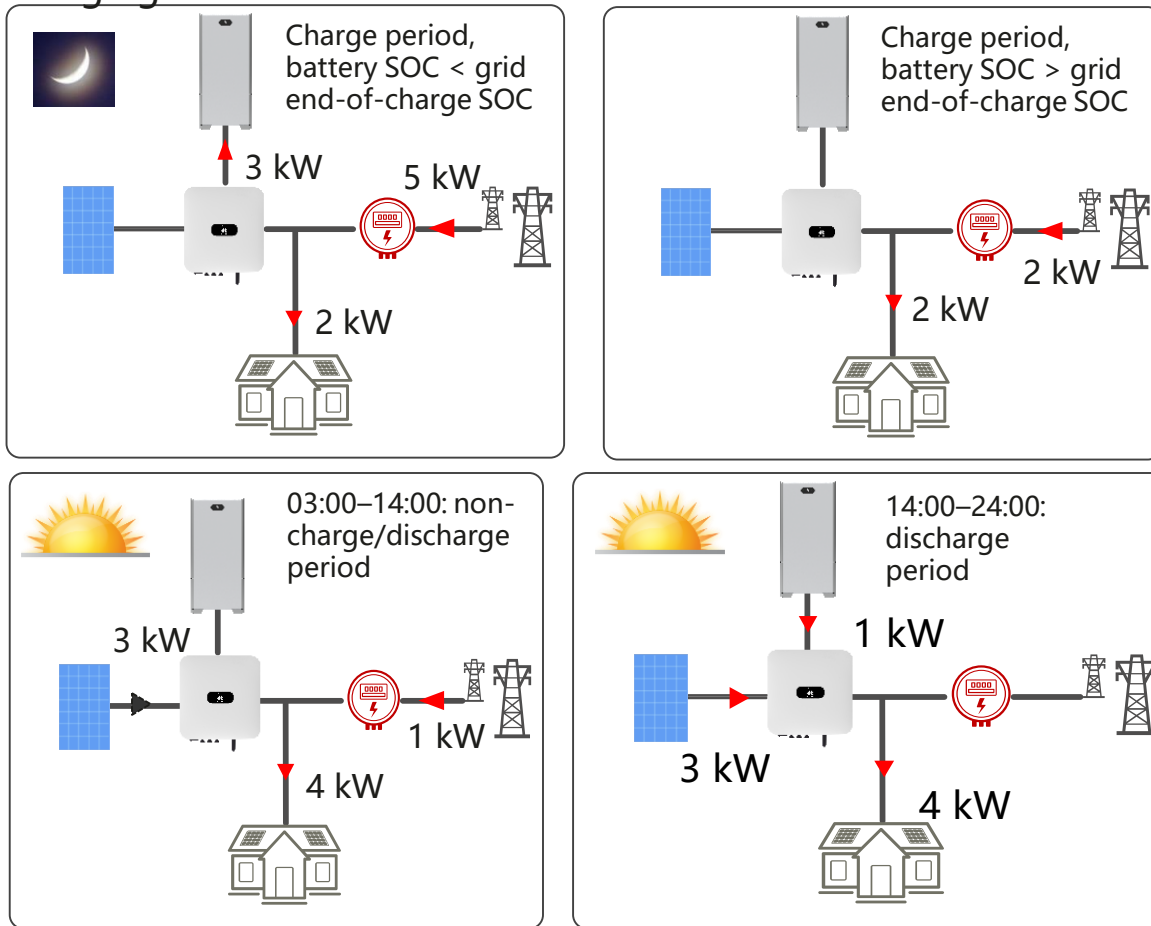 Charge period,
battery SOC < grid
end-of-charge SOC
3 kW
5 kW
2 kW
Charge period,
battery SOC > grid
end-of-charge SOC
2 kW
2 kW
03:00–14:00: non-
charge/discharge
period
3 kW
1 kW
4 kW
14:00–24:00:
discharge
period
1 kW
3 kW
4 kW